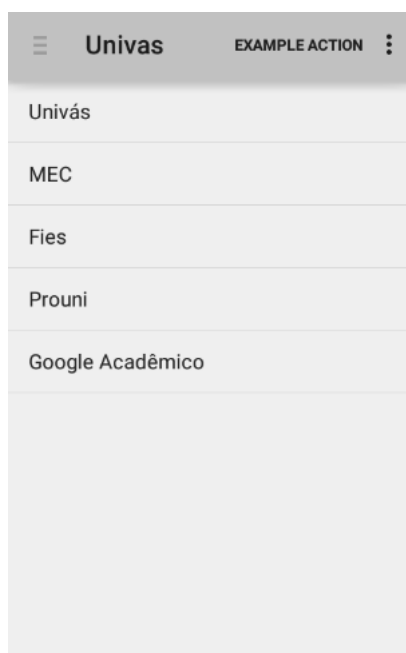 Univas EXAMPLE ACTION
Univás
MEC
Fies
Prouni
Google Acadêmico